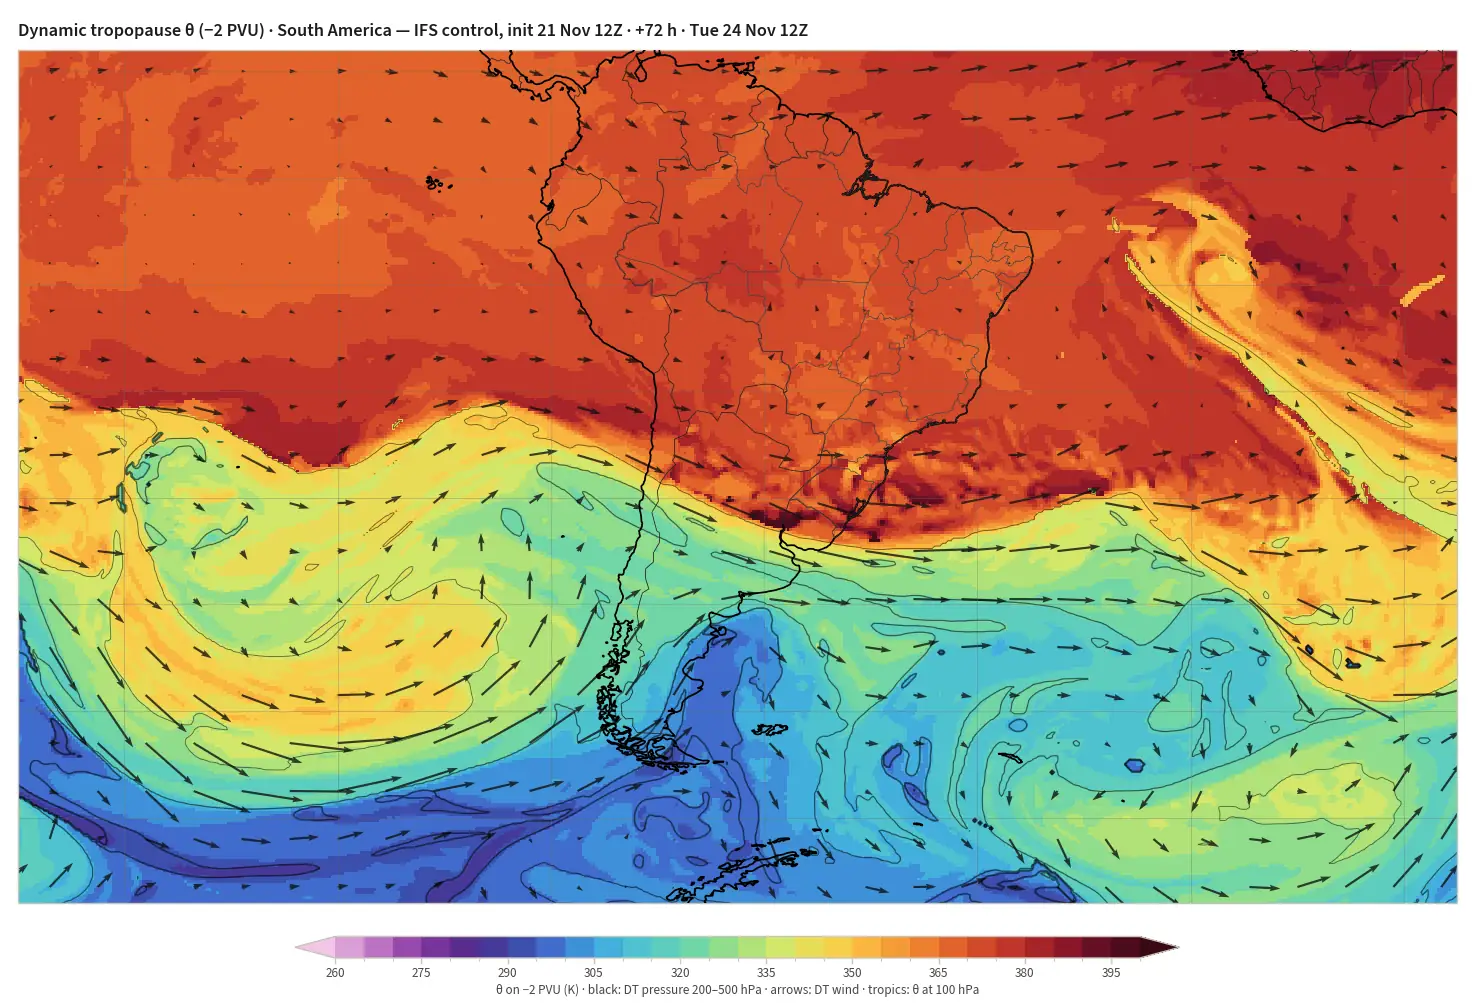 Dynamic tropopause θ (−2 PVU) · South America — IFS control, init 21 Nov 12Z · +72 h · Tue 24 Nov 12Z
260 275 290 305 320 335 350 365 380 395
θ on −2 PVU (K) · black: DT pressure 200–500 hPa · arrows: DT wind · tropics: θ at 100 hPa